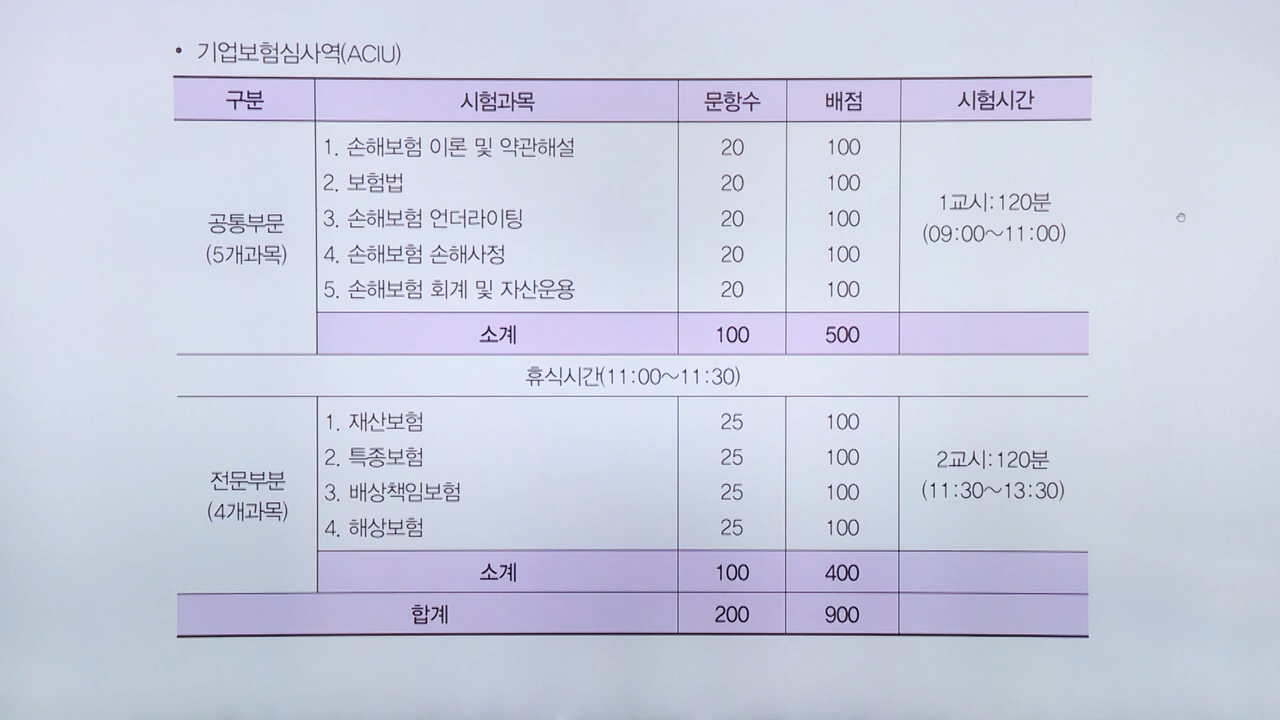 • 기업보험심사역(ACIU)
구분 시험과목 문항수 배점 시험시간
공통부문
(5개과목)
1. 손해보험 이론 및 약관해설 20 100
2. 보험법 20 100
3. 손해보험 언더라이팅 20 100
4. 손해보험 손해사정 20 100
5. 손해보험 회계 및 자산운용 20 100
1교시:120분
(09:00~11:00)
소계 100 500
휴식시간(11:00~11:30)
전문부분
(4개과목)
1. 재산보험 25 100
2. 특종보험 25 100
3. 배상책임보험 25 100
4. 해상보험 25 100
2교시:120분
(11:30~13:30)
소계 100 400
합계 200 900